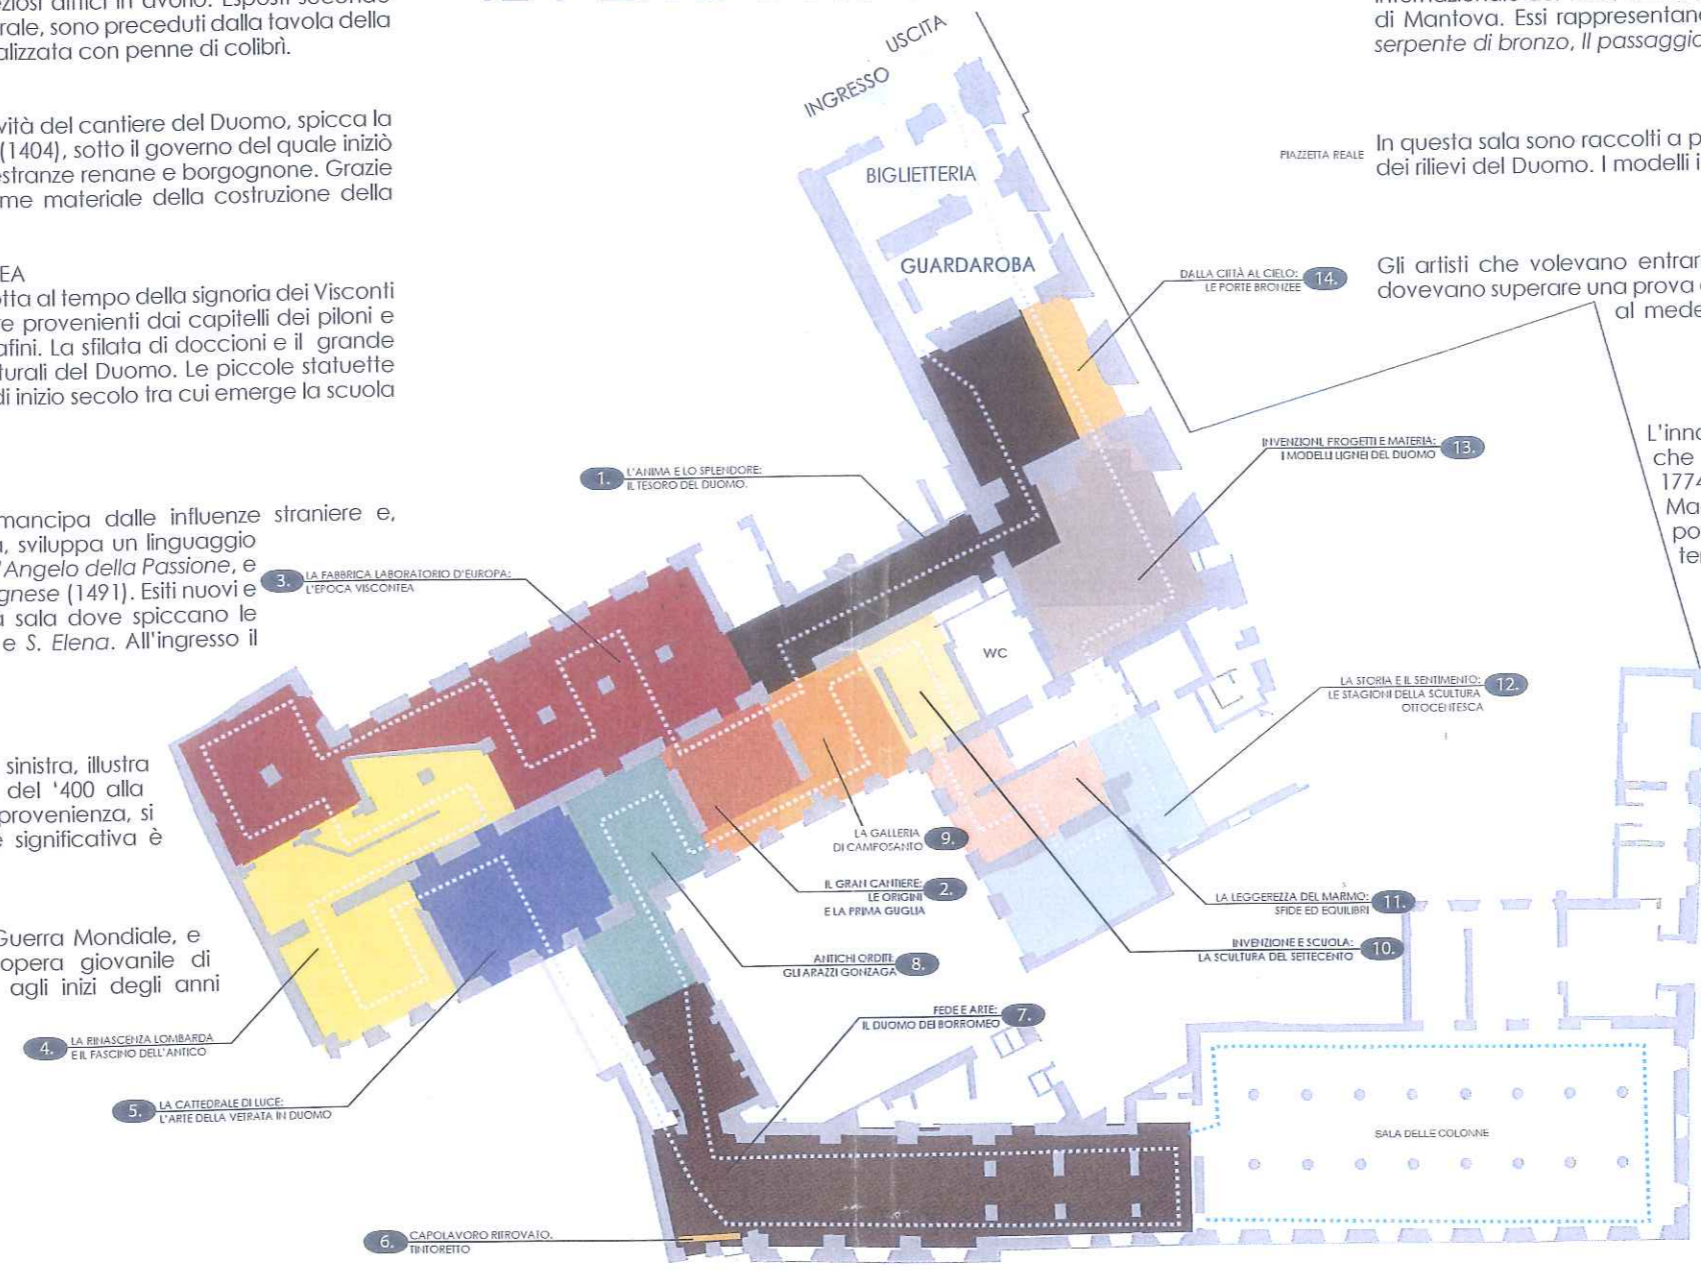 rale, sono preceduti dalla tavola della
alizzata con penne di colibrì.
vità del cantiere del Duomo, spicca la
(1404), sotto il governo del quale iniziò
estranze renane e borgognone. Grazie
me materiale della costruzione della
EA
otta al tempo della signoria dei Visconti
re provenienti dai capitelli dei piloni e
afini. La sfilata di doccioni e il grande
turali del Duomo. Le piccole statuette
di inizio secolo tra cui emerge la scuola
mancipa dalle influenze straniere e,
a, sviluppa un linguaggio
l'Angelo della Passione, e
gnese (1491). Esiti nuovi e
a sala dove spiccano le
e S. Elena. All'ingresso il
sinistra, illustra
del '400 alla
provenienza, si
e significativa è
Guerra Mondiale, e
opera giovanile di
agli inizi degli anni
INGRESSO
USCITA
BIGLIETTERIA
GUARDAROBA
WC
1. L'ANIMA E LO SPLENDORE:
IL TESORO DEL DUOMO.
3. LA FABBRICA LABORATORIO D'EUROPA:
L'EPOCA VISCONTEA
4. LA RINASCENZA LOMBARDA
E IL FASCINO DELL'ANTICO
5. LA CATTEDRALE DI LUCE:
L'ARTE DELLA VETRATA IN DUOMO
6. CAPOLAVORO RITROVATO.
TINTORETTO
LA GALLERIA
DI CAMPOSANTO 9.
IL GRAN CANTIERE:
LE ORIGINI 2.
E LA PRIMA GUGLIA
ANTICHI ORDITI:
GLI ARAZZI GONZAGA 8.
FEDE E ARTE:
IL DUOMO DEI BORROMEO 7.
DALLA CITTÀ AL CIELO:
LE PORTE BRONZEE 14.
INVENZIONI, PROGETTI E MATERIA:
I MODELLI LIGNEI DEL DUOMO 13.
LA STORIA E IL SENTIMENTO:
LE STAGIONI DELLA SCULTURA 12.
OTTOCENTESCA
LA LEGGEREZZA DEL MARMO:
SFIDE ED EQUILIBRI 11.
INVENZIONE E SCUOLA:
LA SCULTURA DEL SETTECENTO 10.
SALA DELLE COLONNE
PIAZZETTA REALE
di Mantova. Essi rappresentano
serpente di bronzo, Il passaggio
In questa sala sono raccolti a p
dei rilievi del Duomo. I modelli i
Gli artisti che volevano entrar
dovevano superare una prova
al mede
L'inno
che
1774
Ma
po
ter